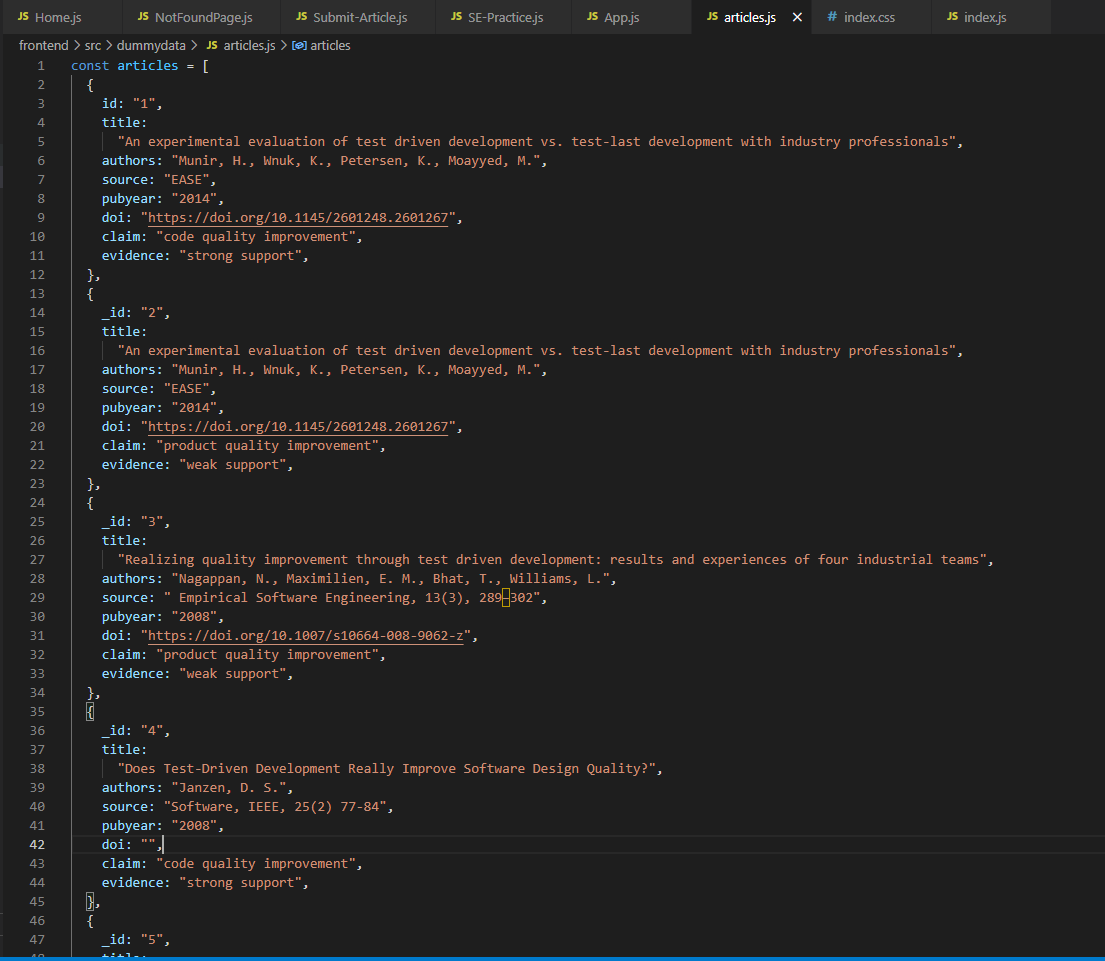 JS Home.js JS NotFoundPage.js JS Submit-Article.js JS SE-Practice.js JS App.js JS articles.js × # index.css JS index.js
frontend > src > dummydata > JS articles.js > articles
1 const articles = [
2 {
3 id: "1",
4 title:
5 "An experimental evaluation of test driven development vs. test-last development with industry professionals",
6 authors: "Munir, H., Wnuk, K., Petersen, K., Moayyed, M.",
7 source: "EASE",
8 pubyear: "2014",
9 doi: "https://doi.org/10.1145/2601248.2601267",
10 claim: "code quality improvement",
11 evidence: "strong support",
12 },
13 {
14 _id: "2",
15 title:
16 "An experimental evaluation of test driven development vs. test-last development with industry professionals",
17 authors: "Munir, H., Wnuk, K., Petersen, K., Moayyed, M.",
18 source: "EASE",
19 pubyear: "2014",
20 doi: "https://doi.org/10.1145/2601248.2601267",
21 claim: "product quality improvement",
22 evidence: "weak support",
23 },
24 {
25 _id: "3",
26 title:
27 "Realizing quality improvement through test driven development: results and experiences of four industrial teams",
28 authors: "Nagappan, N., Maximilien, E. M., Bhat, T., Williams, L.",
29 source: " Empirical Software Engineering, 13(3), 289–302",
30 pubyear: "2008",
31 doi: "https://doi.org/10.1007/s10664-008-9062-z",
32 claim: "product quality improvement",
33 evidence: "weak support",
34 },
35 {
36 _id: "4",
37 title:
38 "Does Test-Driven Development Really Improve Software Design Quality?",
39 authors: "Janzen, D. S.",
40 source: "Software, IEEE, 25(2) 77-84",
41 pubyear: "2008",
42 doi: "",
43 claim: "code quality improvement",
44 evidence: "strong support",
45 },
46 {
47 _id: "5",
48 title: